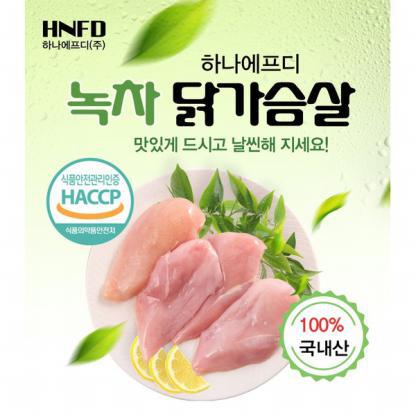 HNFD
하나에프디(주)
하나에프디
녹차 닭가슴살
맛있게 드시고 날씬해 지세요!
식품안전관리인증
HACCP
식품의약품안전처
100%
국내산